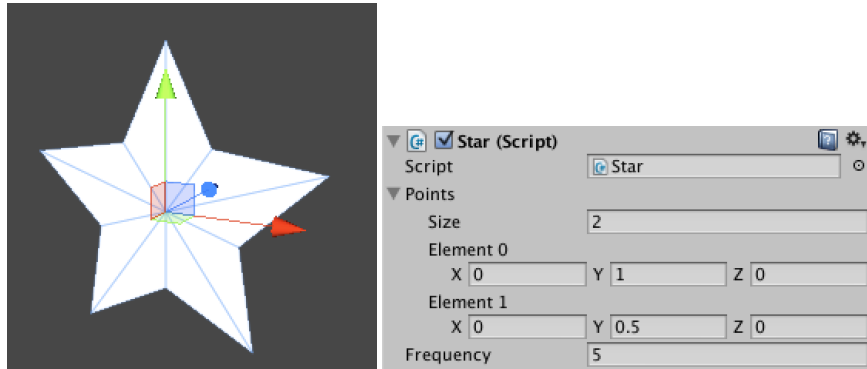 Star (Script)
Script Star
Points
Size 2
Element 0
X 0 Y 1 Z 0
Element 1
X 0 Y 0.5 Z 0
Frequency 5